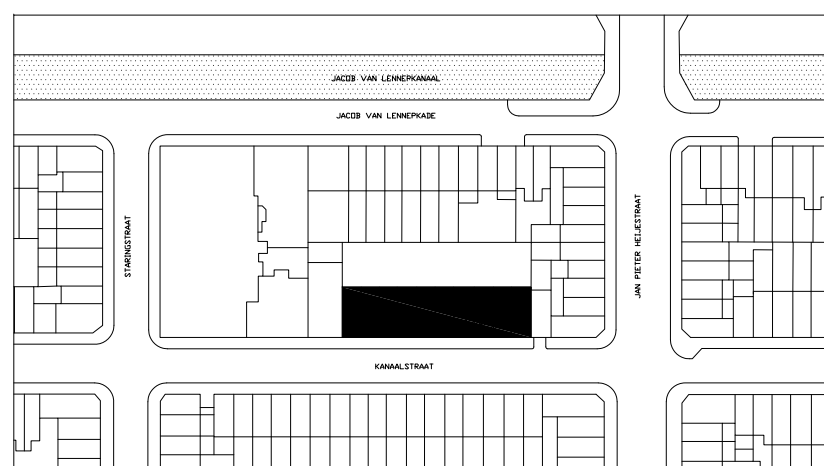 JACOB VAN LENNEPKANAAL
JACOB VAN LENNEPKADE
STARINGSTRAAT
JAN PIETER HEIJESTRAAT
KANAALSTRAAT